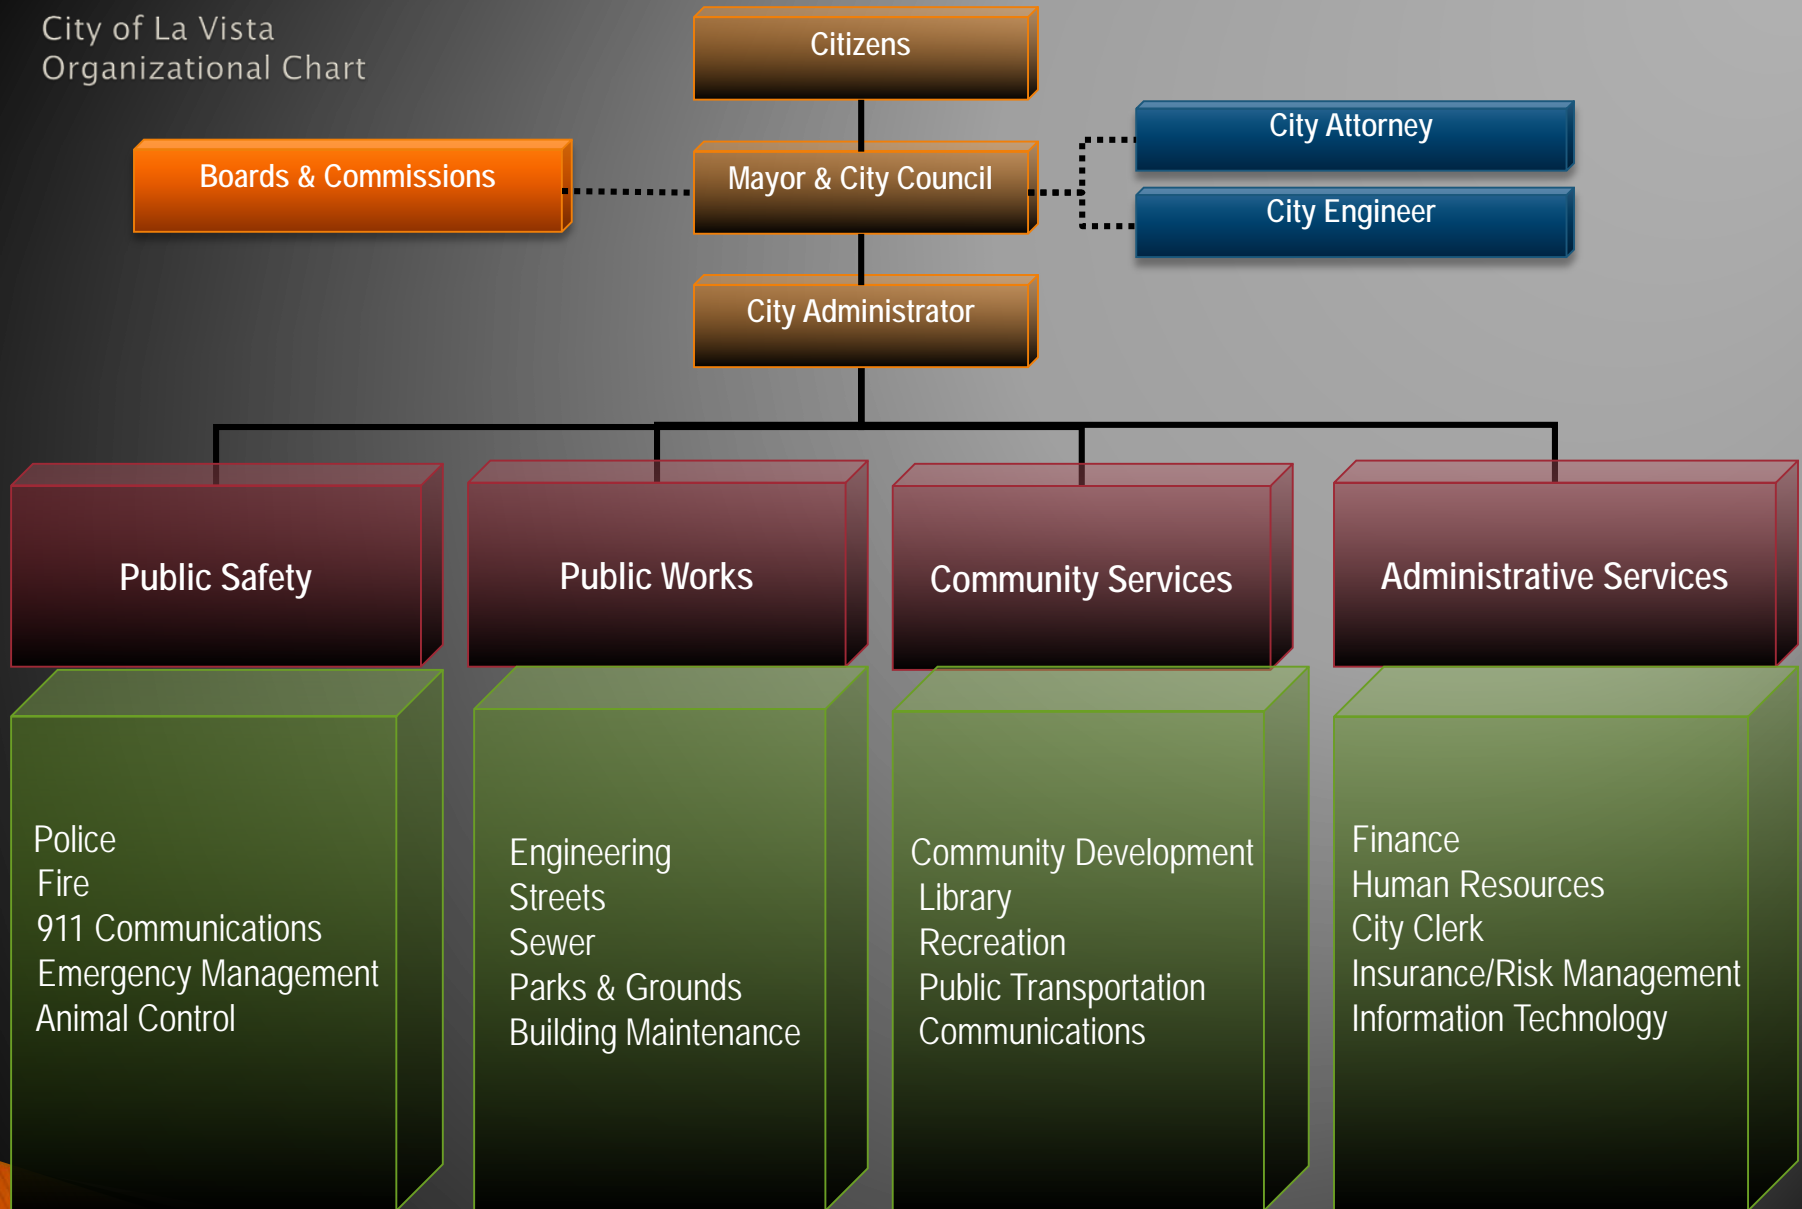 City of La Vista
Organizational Chart
Citizens
City Attorney
Boards & Commissions
Mayor & City Council
City Engineer
City Administrator
Public Safety
Public Works
Community Services
Administrative Services
Police
Fire
911 Communications
Emergency Management
Animal Control
Engineering
Streets
Sewer
Parks & Grounds
Building Maintenance
Community Development
Library
Recreation
Public Transportation
Communications
Finance
Human Resources
City Clerk
Insurance/Risk Management
Information Technology